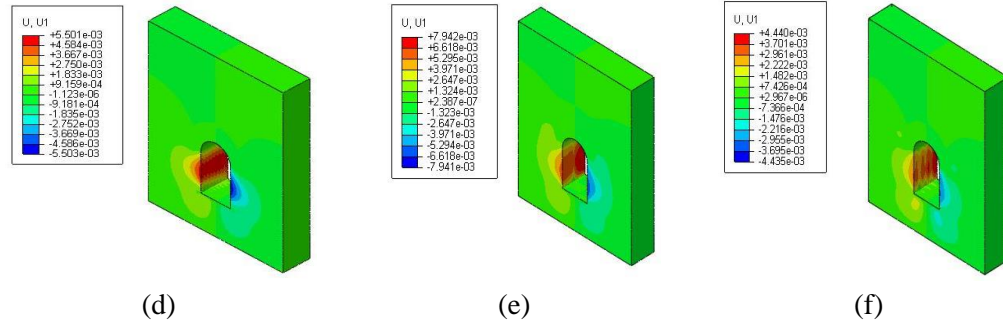 U, U1
+5.501e-03
+4.584e-03
+3.667e-03
+2.750e-03
+1.833e-03
+9.159e-04
-1.123e-06
-9.181e-04
-1.835e-03
-2.752e-03
-3.669e-03
-4.586e-03
-5.503e-03
U, U1
+7.942e-03
+6.618e-03
+5.295e-03
+3.971e-03
+2.647e-03
+1.324e-03
+2.387e-07
-1.323e-03
-2.647e-03
-3.971e-03
-5.294e-03
-6.618e-03
-7.941e-03
U, U1
+4.440e-03
+3.701e-03
+2.961e-03
+2.222e-03
+1.482e-03
+7.426e-04
+2.967e-06
-7.366e-04
-1.476e-03
-2.216e-03
-2.955e-03
-3.695e-03
-4.435e-03
(d)
(e)
(f)